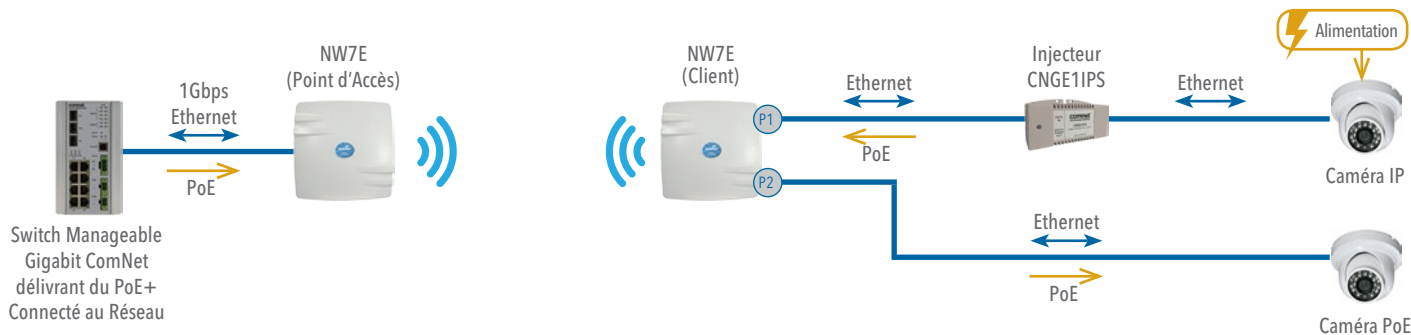 NW7E
(Point d'Accès)
1Gbps
Ethernet
PoE
Switch Manageable
Gigabit ComNet
délivrant du PoE+
Connecté au Réseau
NW7E
(Client)
P1
P2
Ethernet
PoE
Injecteur
CNGE1IPS
comnet
Ethernet
Alimentation
Caméra IP
Ethernet
PoE
Caméra PoE